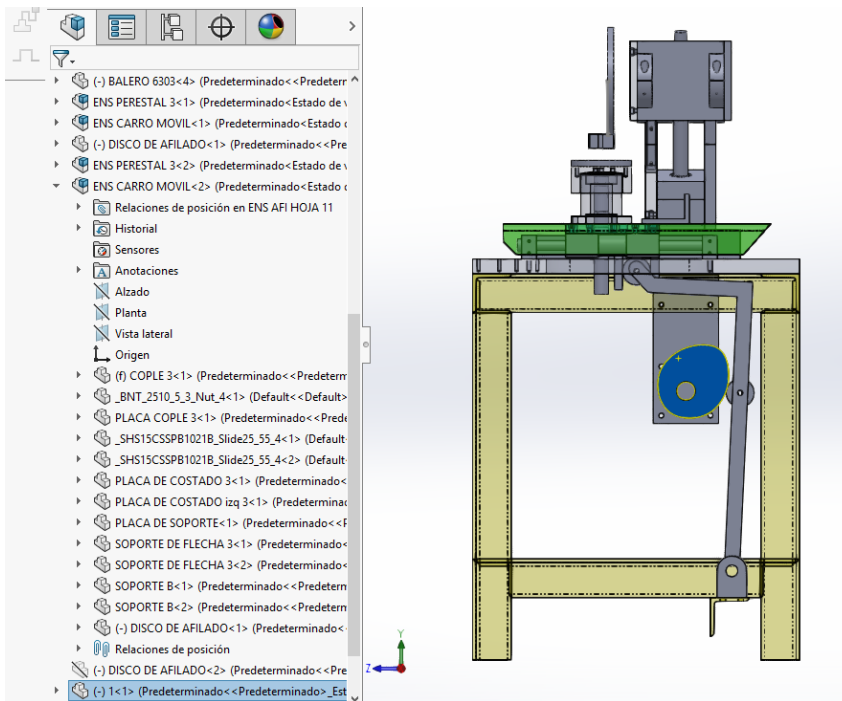 (-) BALERO 6303<4> (Predeterminado<<Predeterm
ENS PERESTAL 3<1> (Predeterminado<Estado de v
ENS CARRO MOVIL<1> (Predeterminado<Estado d
(-) DISCO DE AFILADO<1> (Predeterminado<<Pre
ENS PERESTAL 3<2> (Predeterminado<Estado de v
ENS CARRO MOVIL<2> (Predeterminado<Estado d
Relaciones de posición en ENS AFI HOJA 11
Historial
Sensores
Anotaciones
Alzado
Planta
Vista lateral
Origen
(f) COPLE 3<1> (Predeterminado<<Predeterm
_BNT_2510_5_3_Nut_4<1> (Default<<Default>
PLACA COPLE 3<1> (Predeterminado<<Prede
_SHS15CSSPB1021B_Slide25_55_4<1> (Default
_SHS15CSSPB1021B_Slide25_55_4<2> (Default
PLACA DE COSTADO 3<1> (Predeterminado<
PLACA DE COSTADO izq 3<1> (Predeterminad
PLACA DE SOPORTE<1> (Predeterminado<<P
SOPORTE DE FLECHA 3<1> (Predeterminado<
SOPORTE DE FLECHA 3<2> (Predeterminado<
SOPORTE B<1> (Predeterminado<<Predeterm
SOPORTE B<2> (Predeterminado<<Predeterm
(-) DISCO DE AFILADO<1> (Predeterminado<
Relaciones de posición
(-) DISCO DE AFILADO<2> (Predeterminado<<Pre
(-) 1<1> (Predeterminado<<Predeterminado>_Est
Y
Z